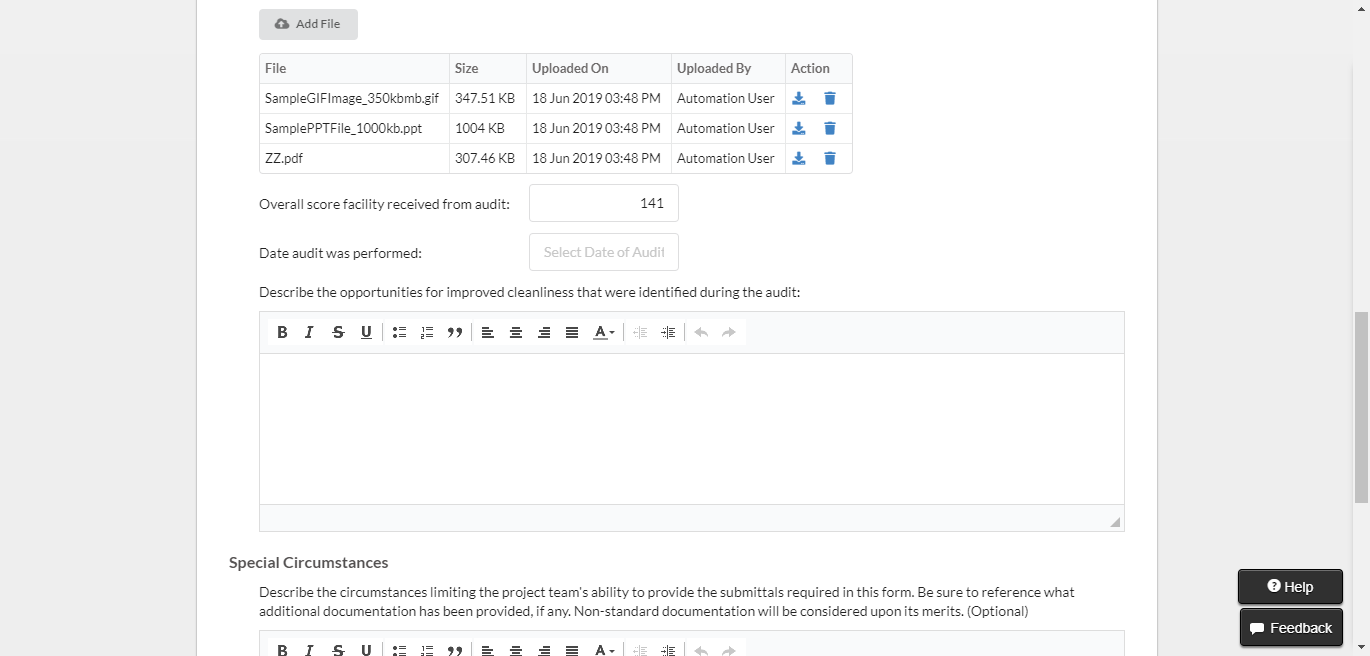 Add File
File Size Uploaded On Uploaded By Action
SampleGIFImage_350kbmb.gif 347.51 KB 18 Jun 2019 03:48 PM Automation User
SamplePPTFile_1000kb.ppt 1004 KB 18 Jun 2019 03:48 PM Automation User
ZZ.pdf 307.46 KB 18 Jun 2019 03:48 PM Automation User
Overall score facility received from audit: 141
Date audit was performed: Select Date of Audit
Describe the opportunities for improved cleanliness that were identified during the audit:
B I S U A
Special Circumstances
Describe the circumstances limiting the project team's ability to provide the submittals required in this form. Be sure to reference what
additional documentation has been provided, if any. Non-standard documentation will be considered upon its merits. (Optional)
B I S U A
Help
Feedback